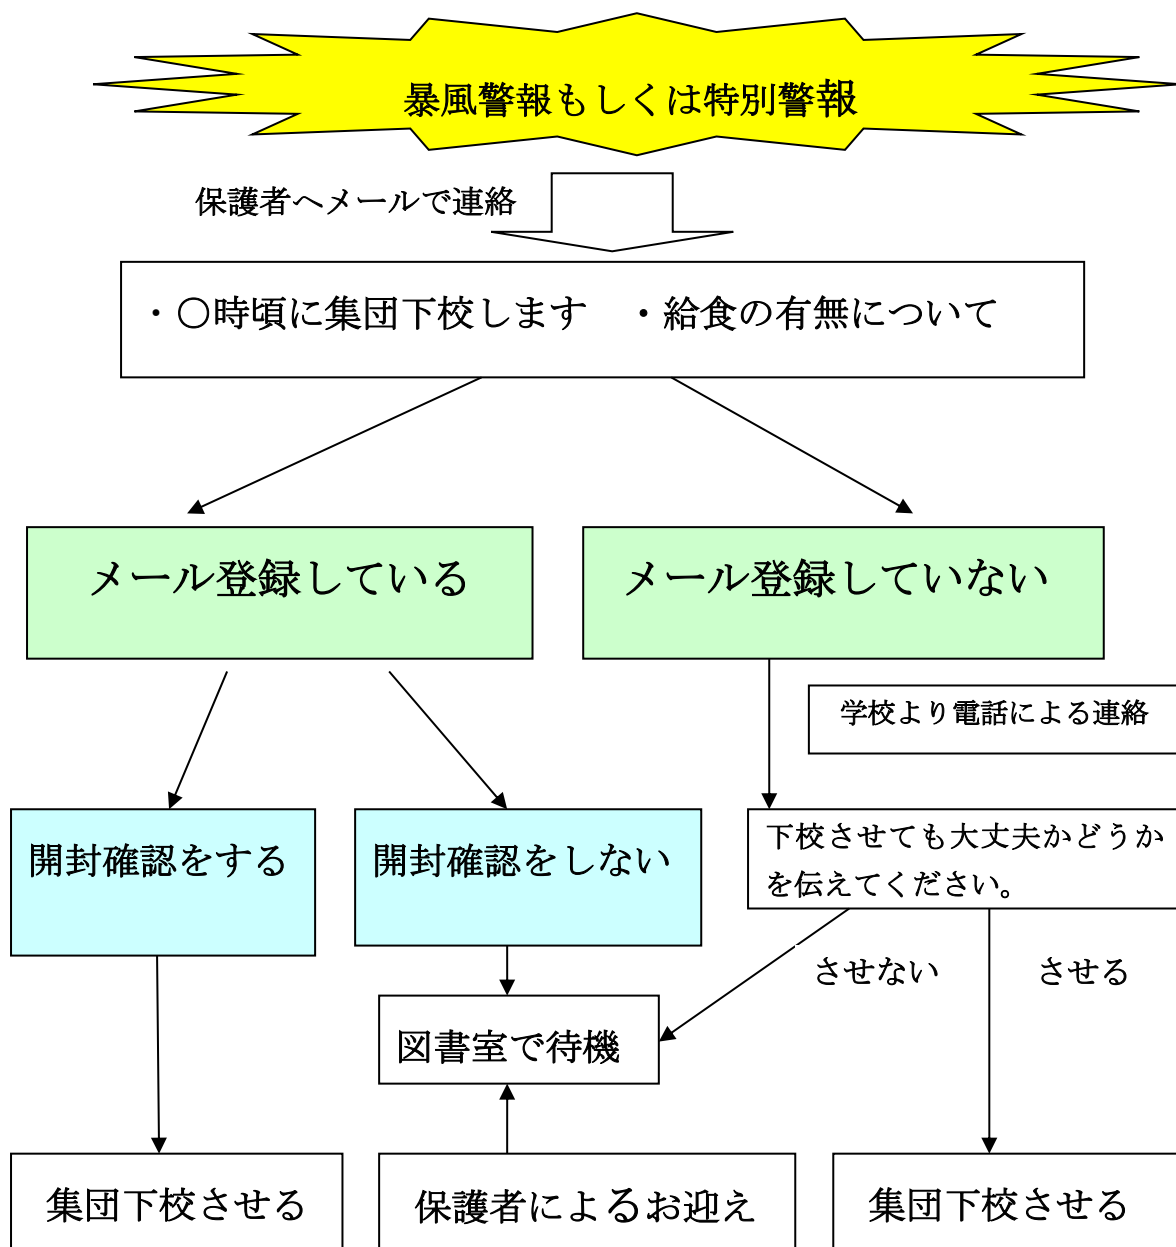 暴風警報もしくは特別警報
保護者へメールで連絡
・〇時頃に集団下校します　・給食の有無について
メール登録している
メール登録していない
学校より電話による連絡
開封確認をする
開封確認をしない
下校させても大丈夫かどうか
を伝えてください。
させない
させる
図書室で待機
集団下校させる
保護者によるお迎え
集団下校させる